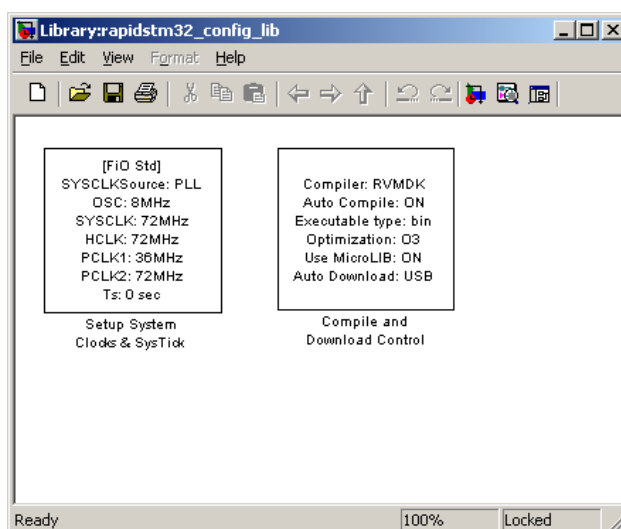 Library:rapidstm32_config_lib
File Edit View Format Help
[FiO Std]
SYSCLKSource: PLL
OSC: 8MHz
SYSCLK: 72MHz
HCLK: 72MHz
PCLK1: 36MHz
PCLK2: 72MHz
Ts: 0 sec
Setup System
Clocks & SysTick
Compiler: RVMDK
Auto Compile: ON
Executable type: bin
Optimization: O3
Use MicroLIB: ON
Auto Download: USB
Compile and
Download Control
Ready 100% Locked